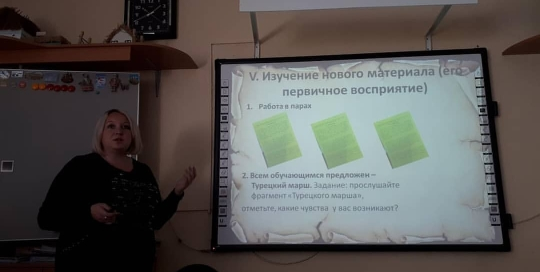 V. Изучение нового материала (его
первичное восприятие)
1. Работа в парах
2. Всем обучающимся предложен –
Турецкий марш. Задание: прослушайте
фрагмент «Турецкого марша»,
отметьте, какие чувства у вас возникают?